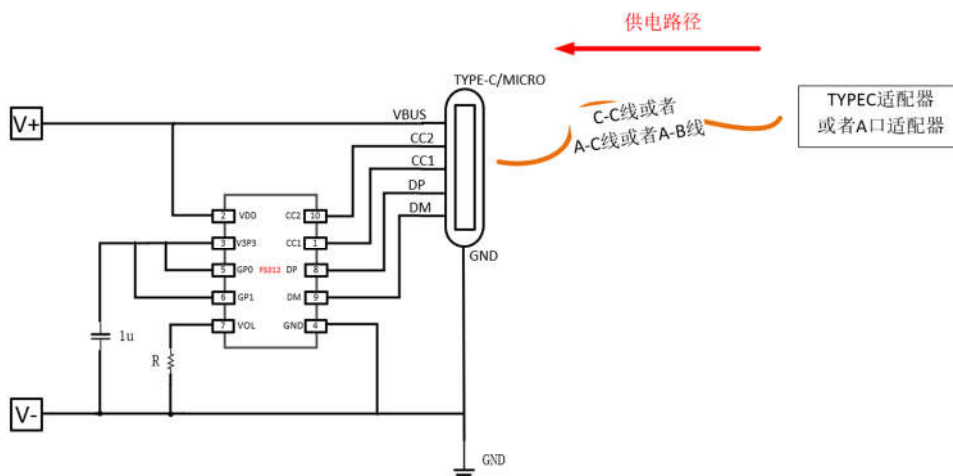 供电路径
TYPE-C/MICRO
TYPEC适配器
或者A口适配器
C-C线或者
A-C线或者A-B线
V+
VBUS
CC2
CC1
DP
DM
GND
2 VDD CC2 10
3 V3P3 CC1 1
5 GP0 FS312 DP 8
6 GP1 DM 9
7 VOL GND 4
1u
R
V-
GND